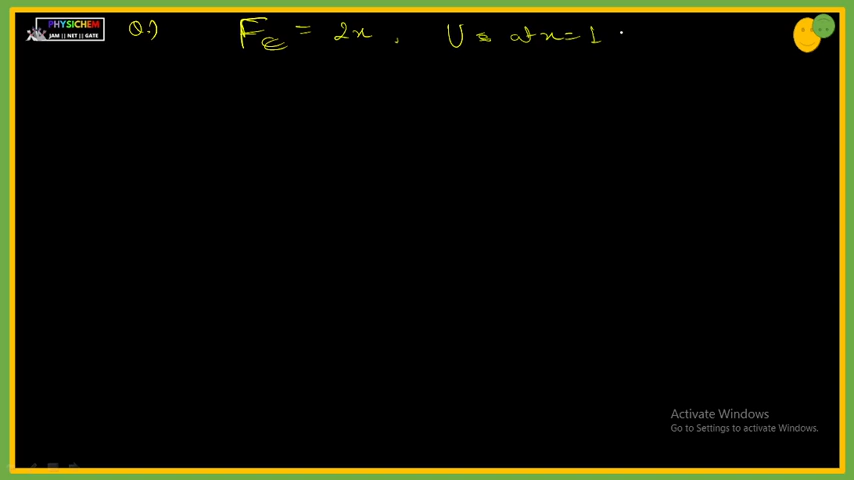 PHYSICHEM
JAM || NET || GATE
Q.) Fc = 2x, U at x = 1
Activate Windows
Go to Settings to activate Windows.